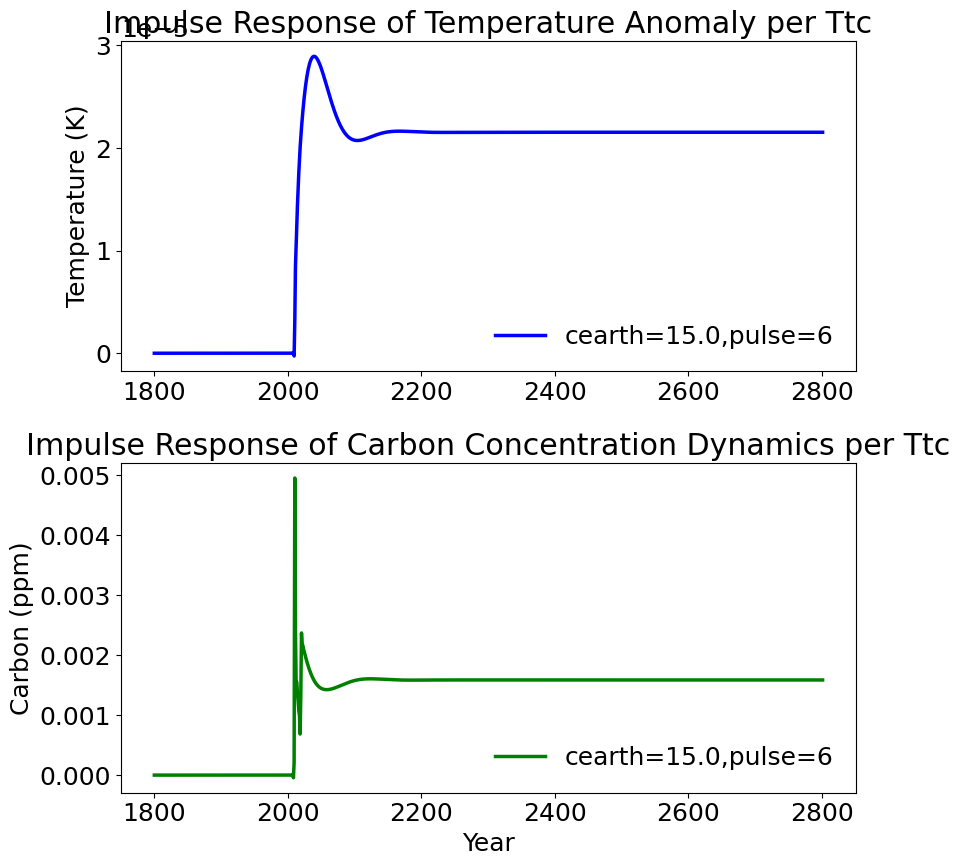 Impulse Response of Temperature Anomaly per Ttc
1e−5
3
2
1
0
Temperature (K)
cearth=15.0,pulse=6
1800 2000 2200 2400 2600 2800
Impulse Response of Carbon Concentration Dynamics per Ttc
0.005
0.004
0.003
0.002
0.001
0.000
Carbon (ppm)
cearth=15.0,pulse=6
1800 2000 2200 2400 2600 2800
Year